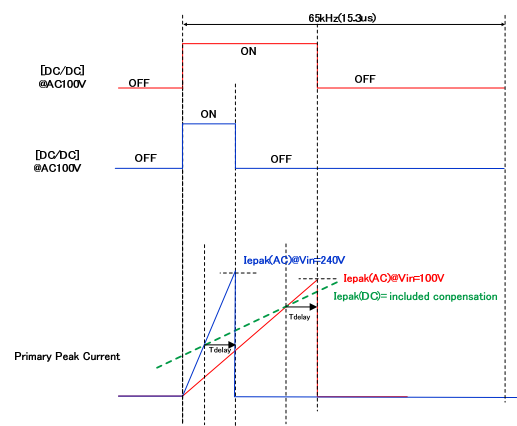 65kHz(15.3us)
[DC/DC]
@AC100V
OFF
ON
OFF
[DC/DC]
@AC100V
OFF
ON
OFF
Iepak(AC)@Vin=240V
Iepak(AC)@Vin=100V
Iepak(DC)= included conpensation
Tdelay
Tdelay
Primary Peak Current